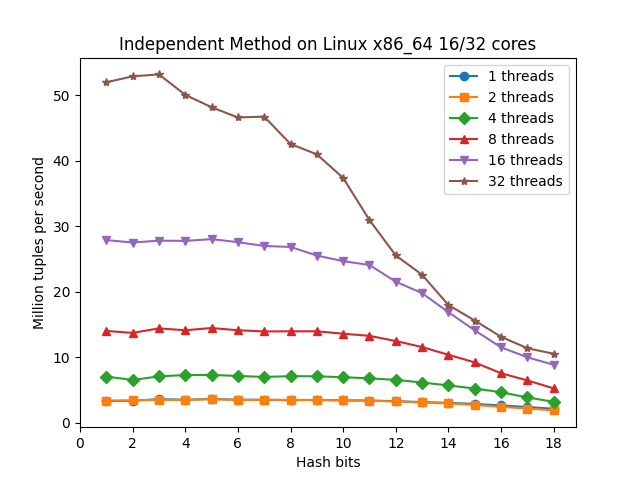 Independent Method on Linux x86_64 16/32 cores
1 threads
2 threads
4 threads
8 threads
16 threads
32 threads
Million tuples per second
50
40
30
20
10
0
0 2 4 6 8 10 12 14 16 18
Hash bits